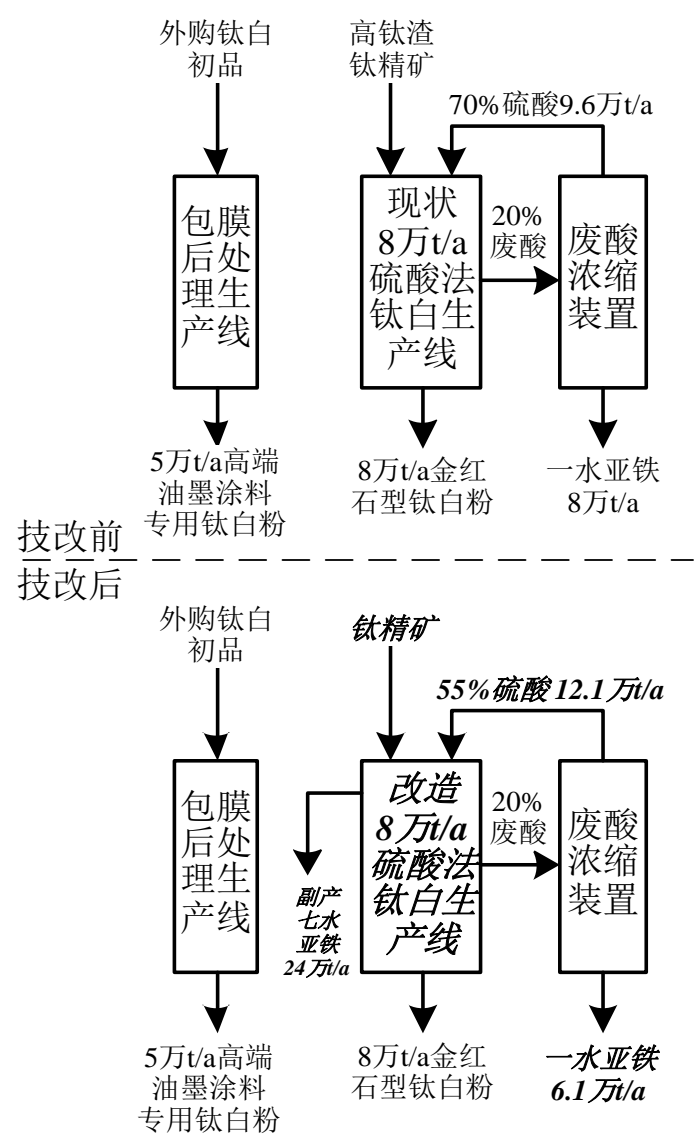 外购钛白
初品
高钛渣
钛精矿
70%硫酸9.6万t/a
包膜
后处
理生
产线
现状
8万t/a
硫酸法
钛白生
产线
20%
废酸
废酸
浓缩
装置
5万t/a高端
油墨涂料
专用钛白粉
8万t/a金红
石型钛白粉
一水亚铁
8万t/a
技改前
技改后
外购钛白
初品
钛精矿
55%硫酸12.1万t/a
包膜
后处
理生
产线
改造
8万t/a
硫酸法
钛白生
产线
20%
废酸
废酸
浓缩
装置
副产
七水
亚铁
24万t/a
5万t/a高端
油墨涂料
专用钛白粉
8万t/a金红
石型钛白粉
一水亚铁
6.1万t/a